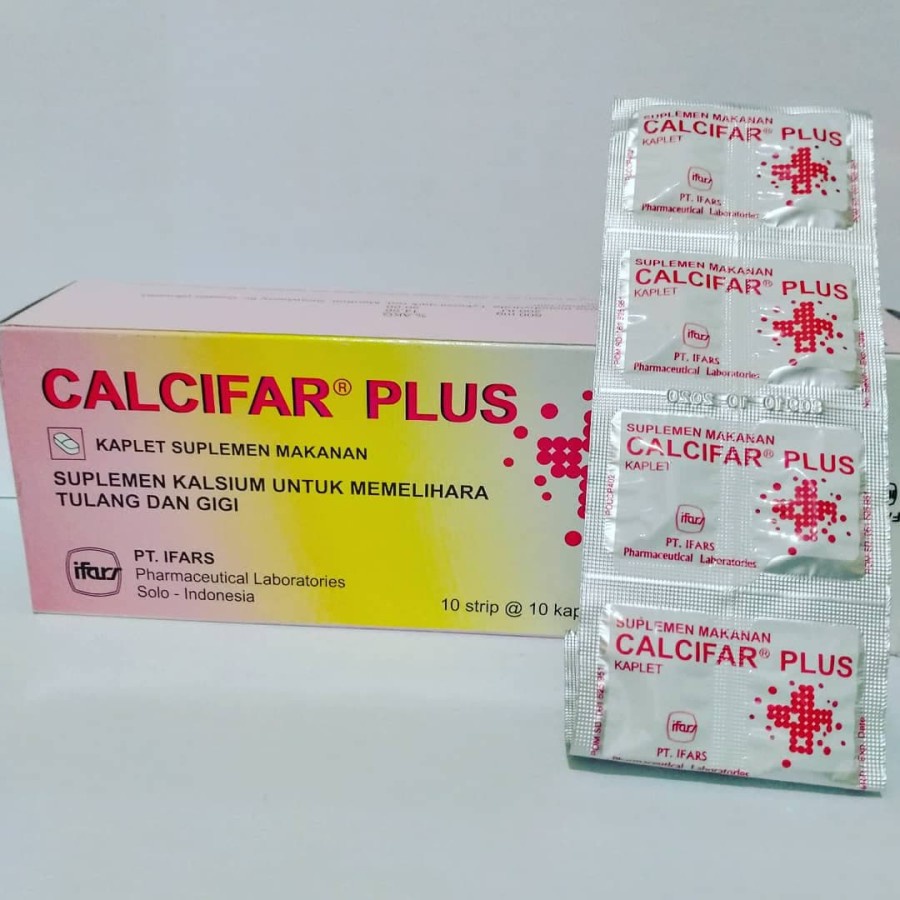 CALCIFAR® PLUS
KAPLET SUPLEMEN MAKANAN
SUPLEMEN KALSIUM UNTUK MEMELIHARA
TULANG DAN GIGI
ifars
PT. IFARS
Pharmaceutical Laboratories
Solo - Indonesia
10 strip @ 10 kap
SUPLEMEN MAKANAN
CALCIFAR® PLUS
KAPLET
ifars
PT. IFARS
Pharmaceutical Laboratories
SUPLEMEN MAKANAN
CALCIFAR® PLUS
KAPLET
ifars
PT. IFARS
Pharmaceutical Laboratories
SUPLEMEN MAKANAN
CALCIFAR® PLUS
KAPLET
ifars
PT. IFARS
Pharmaceutical Laboratories
SUPLEMEN MAKANAN
CALCIFAR® PLUS
KAPLET
ifars
PT. IFARS
Pharmaceutical Laboratories